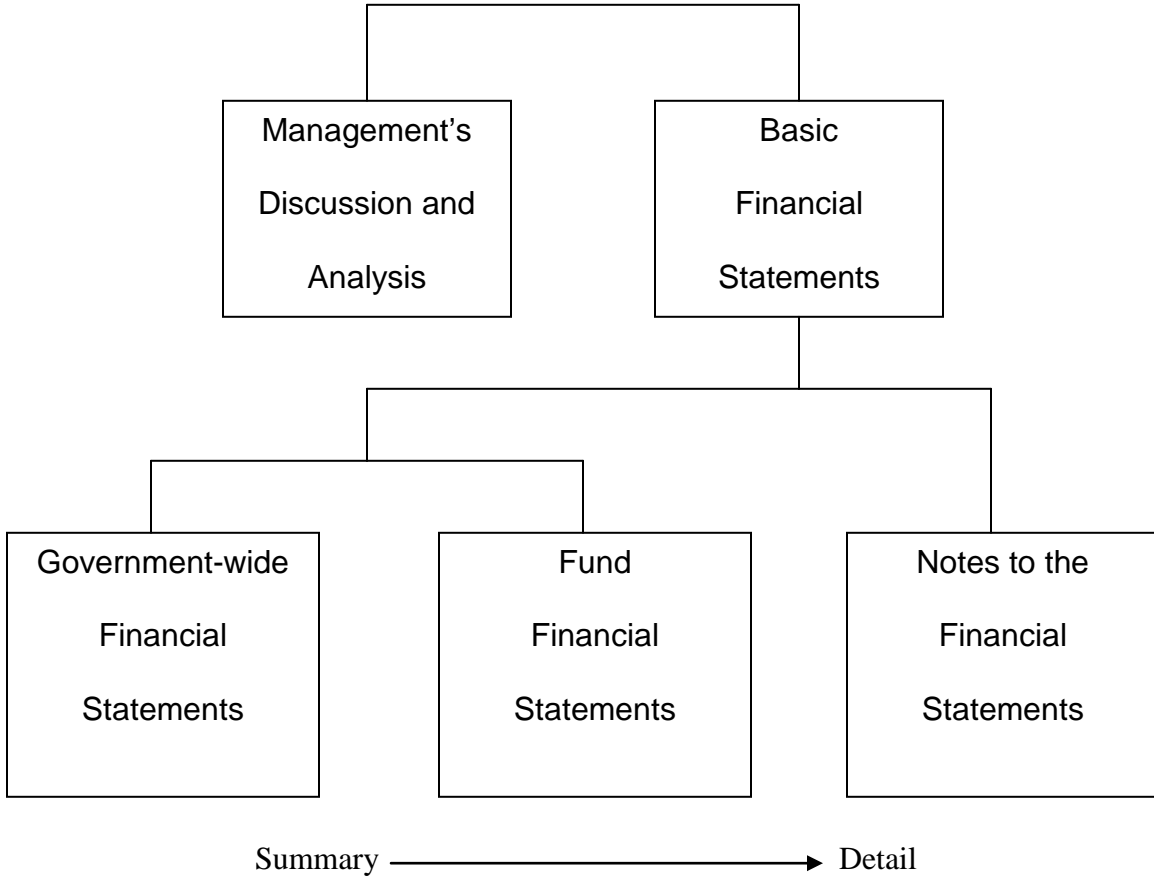 Management’s
Discussion and
Analysis
Basic
Financial
Statements
Government-wide
Financial
Statements
Fund
Financial
Statements
Notes to the
Financial
Statements
Summary
Detail